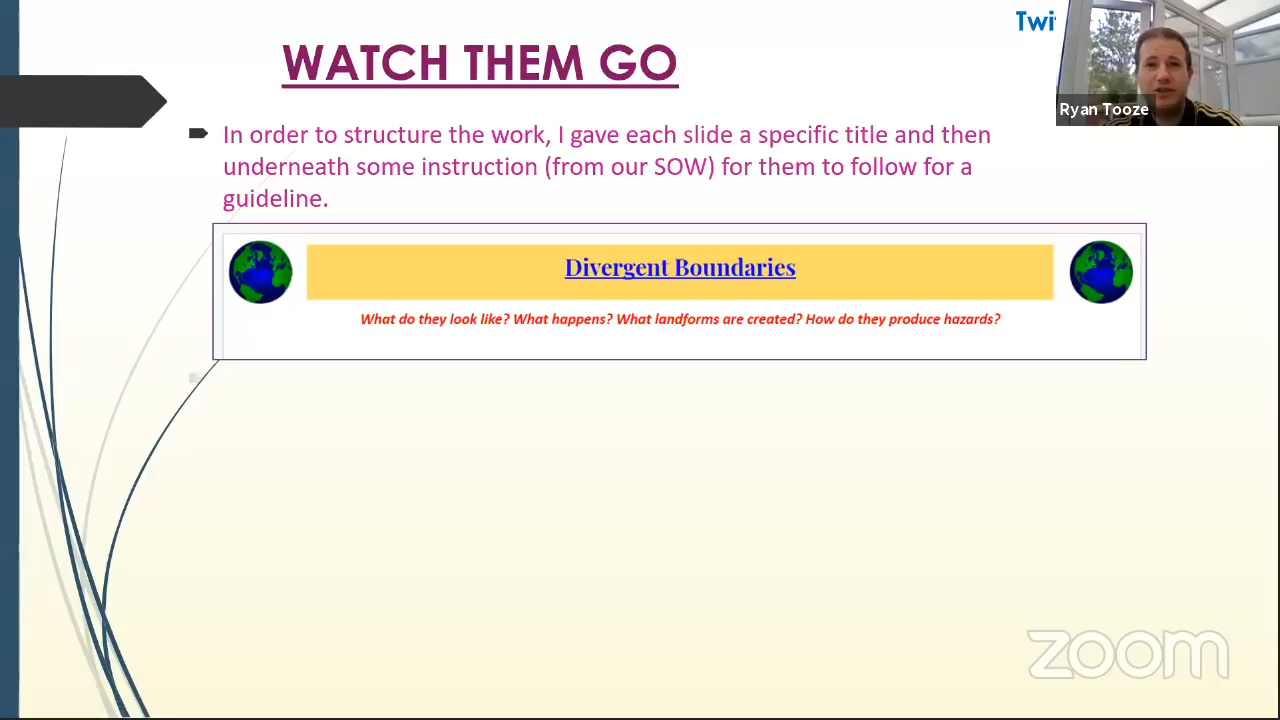 WATCH THEM GO
Twi
Ryan Tooze
In order to structure the work, I gave each slide a specific title and then
underneath some instruction (from our SOW) for them to follow for a
guideline.
Divergent Boundaries
What do they look like? What happens? What landforms are created? How do they produce hazards?
zoom